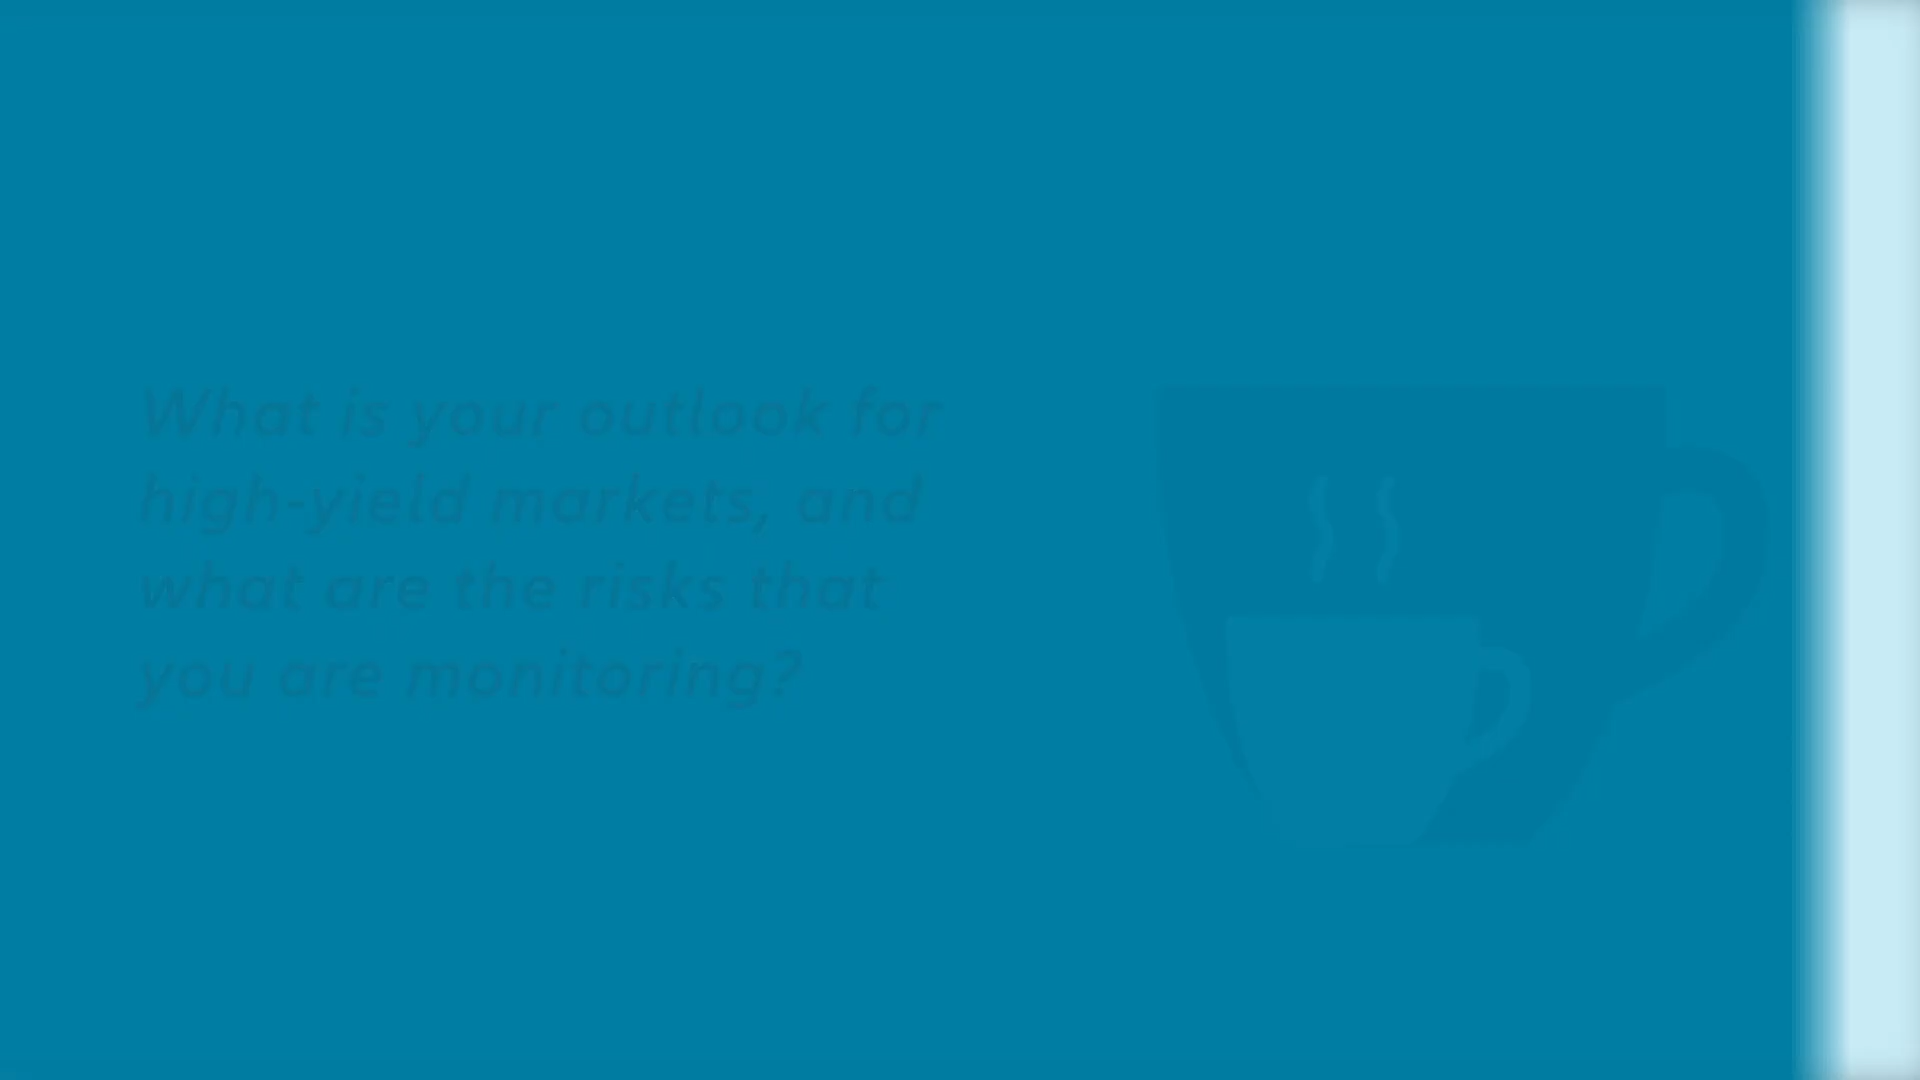 What is your outlook for
high-yield markets, and
what are the risks that
you are monitoring?